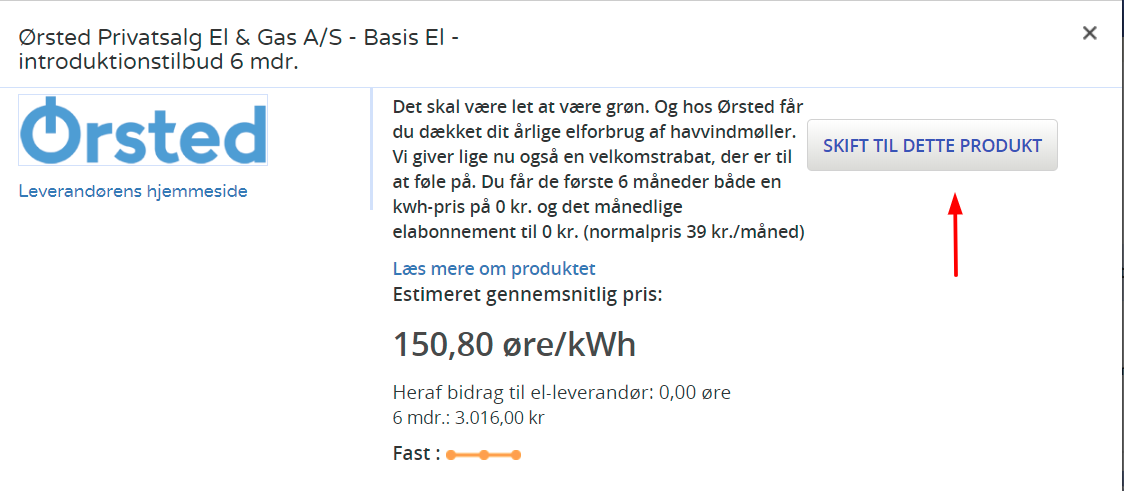 Ørsted Privatsalg El & Gas A/S - Basis El -
introduktionstilbud 6 mdr.
Ørsted
Leverandørens hjemmeside
Det skal være let at være grøn. Og hos Ørsted får
du dækket dit årlige elforbrug af havvindmøller.
Vi giver lige nu også en velkomstrabat, der er til
at føle på. Du får de første 6 måneder både en
kwh-pris på 0 kr. og det månedlige
elabonnement til 0 kr. (normalpris 39 kr./måned)
SKIFT TIL DETTE PRODUKT
Læs mere om produktet
Estimeret gennemsnitlig pris:
150,80 øre/kWh
Heraf bidrag til el-leverandør: 0,00 øre
6 mdr.: 3.016,00 kr
Fast :